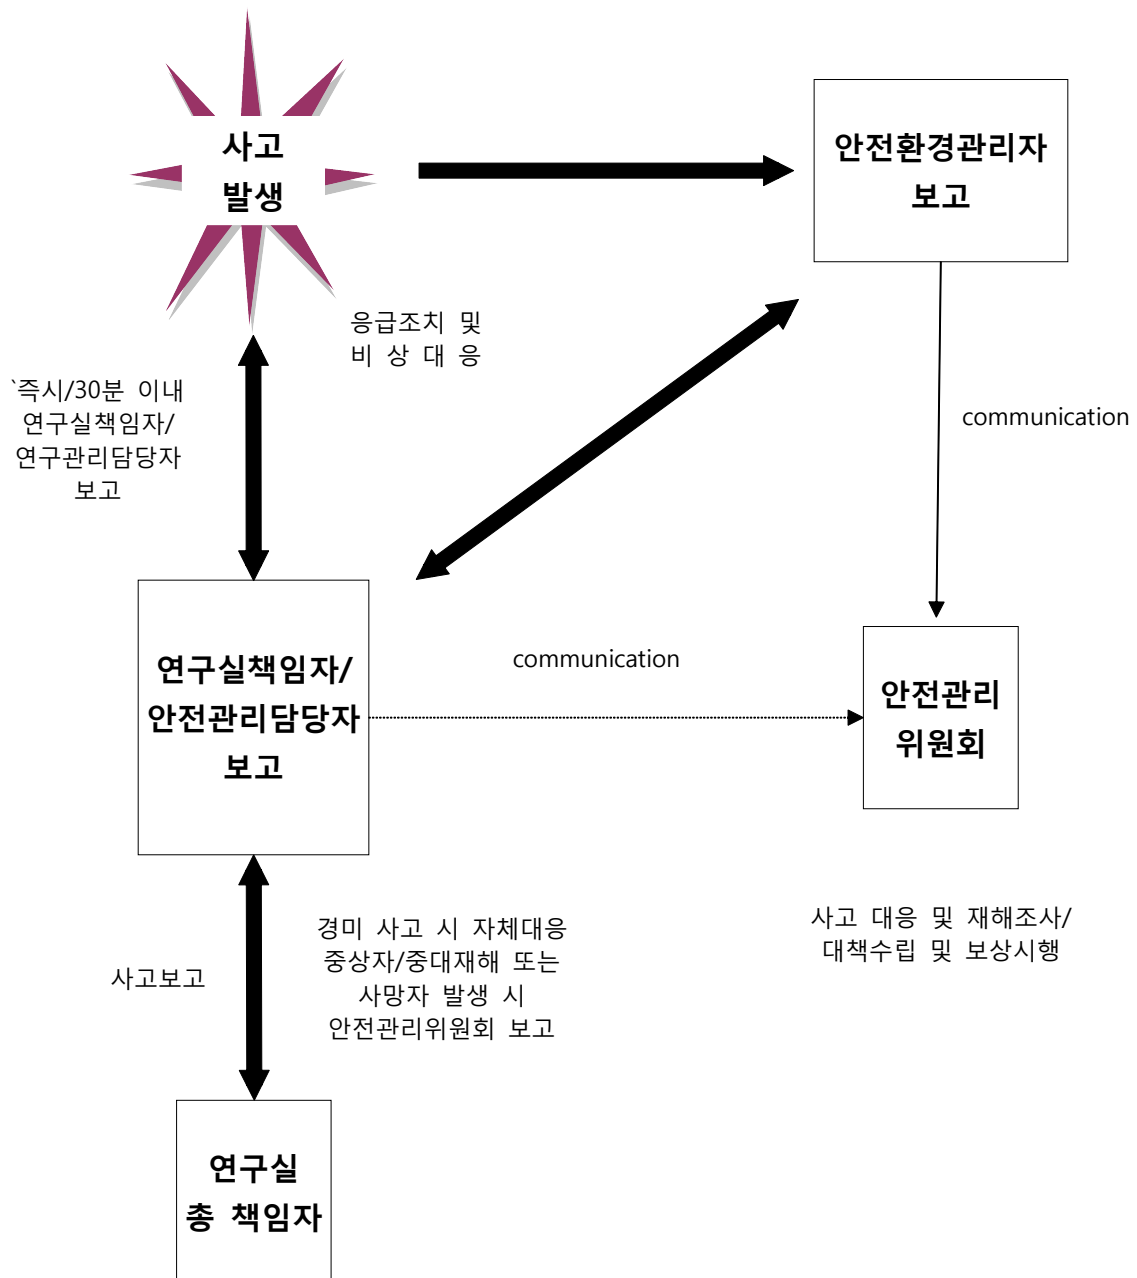 사고
발생
안전환경관리자
보고
응급조치 및
비 상 대 응
`즉시/30분 이내
연구실책임자/
연구관리담당자
보고
communication
연구실책임자/
안전관리담당자
보고
communication
안전관리
위원회
사고보고
경미 사고 시 자체대응
중상자/중대재해 또는
사망자 발생 시
안전관리위원회 보고
사고 대응 및 재해조사/
대책수립 및 보상시행
연구실
총 책임자